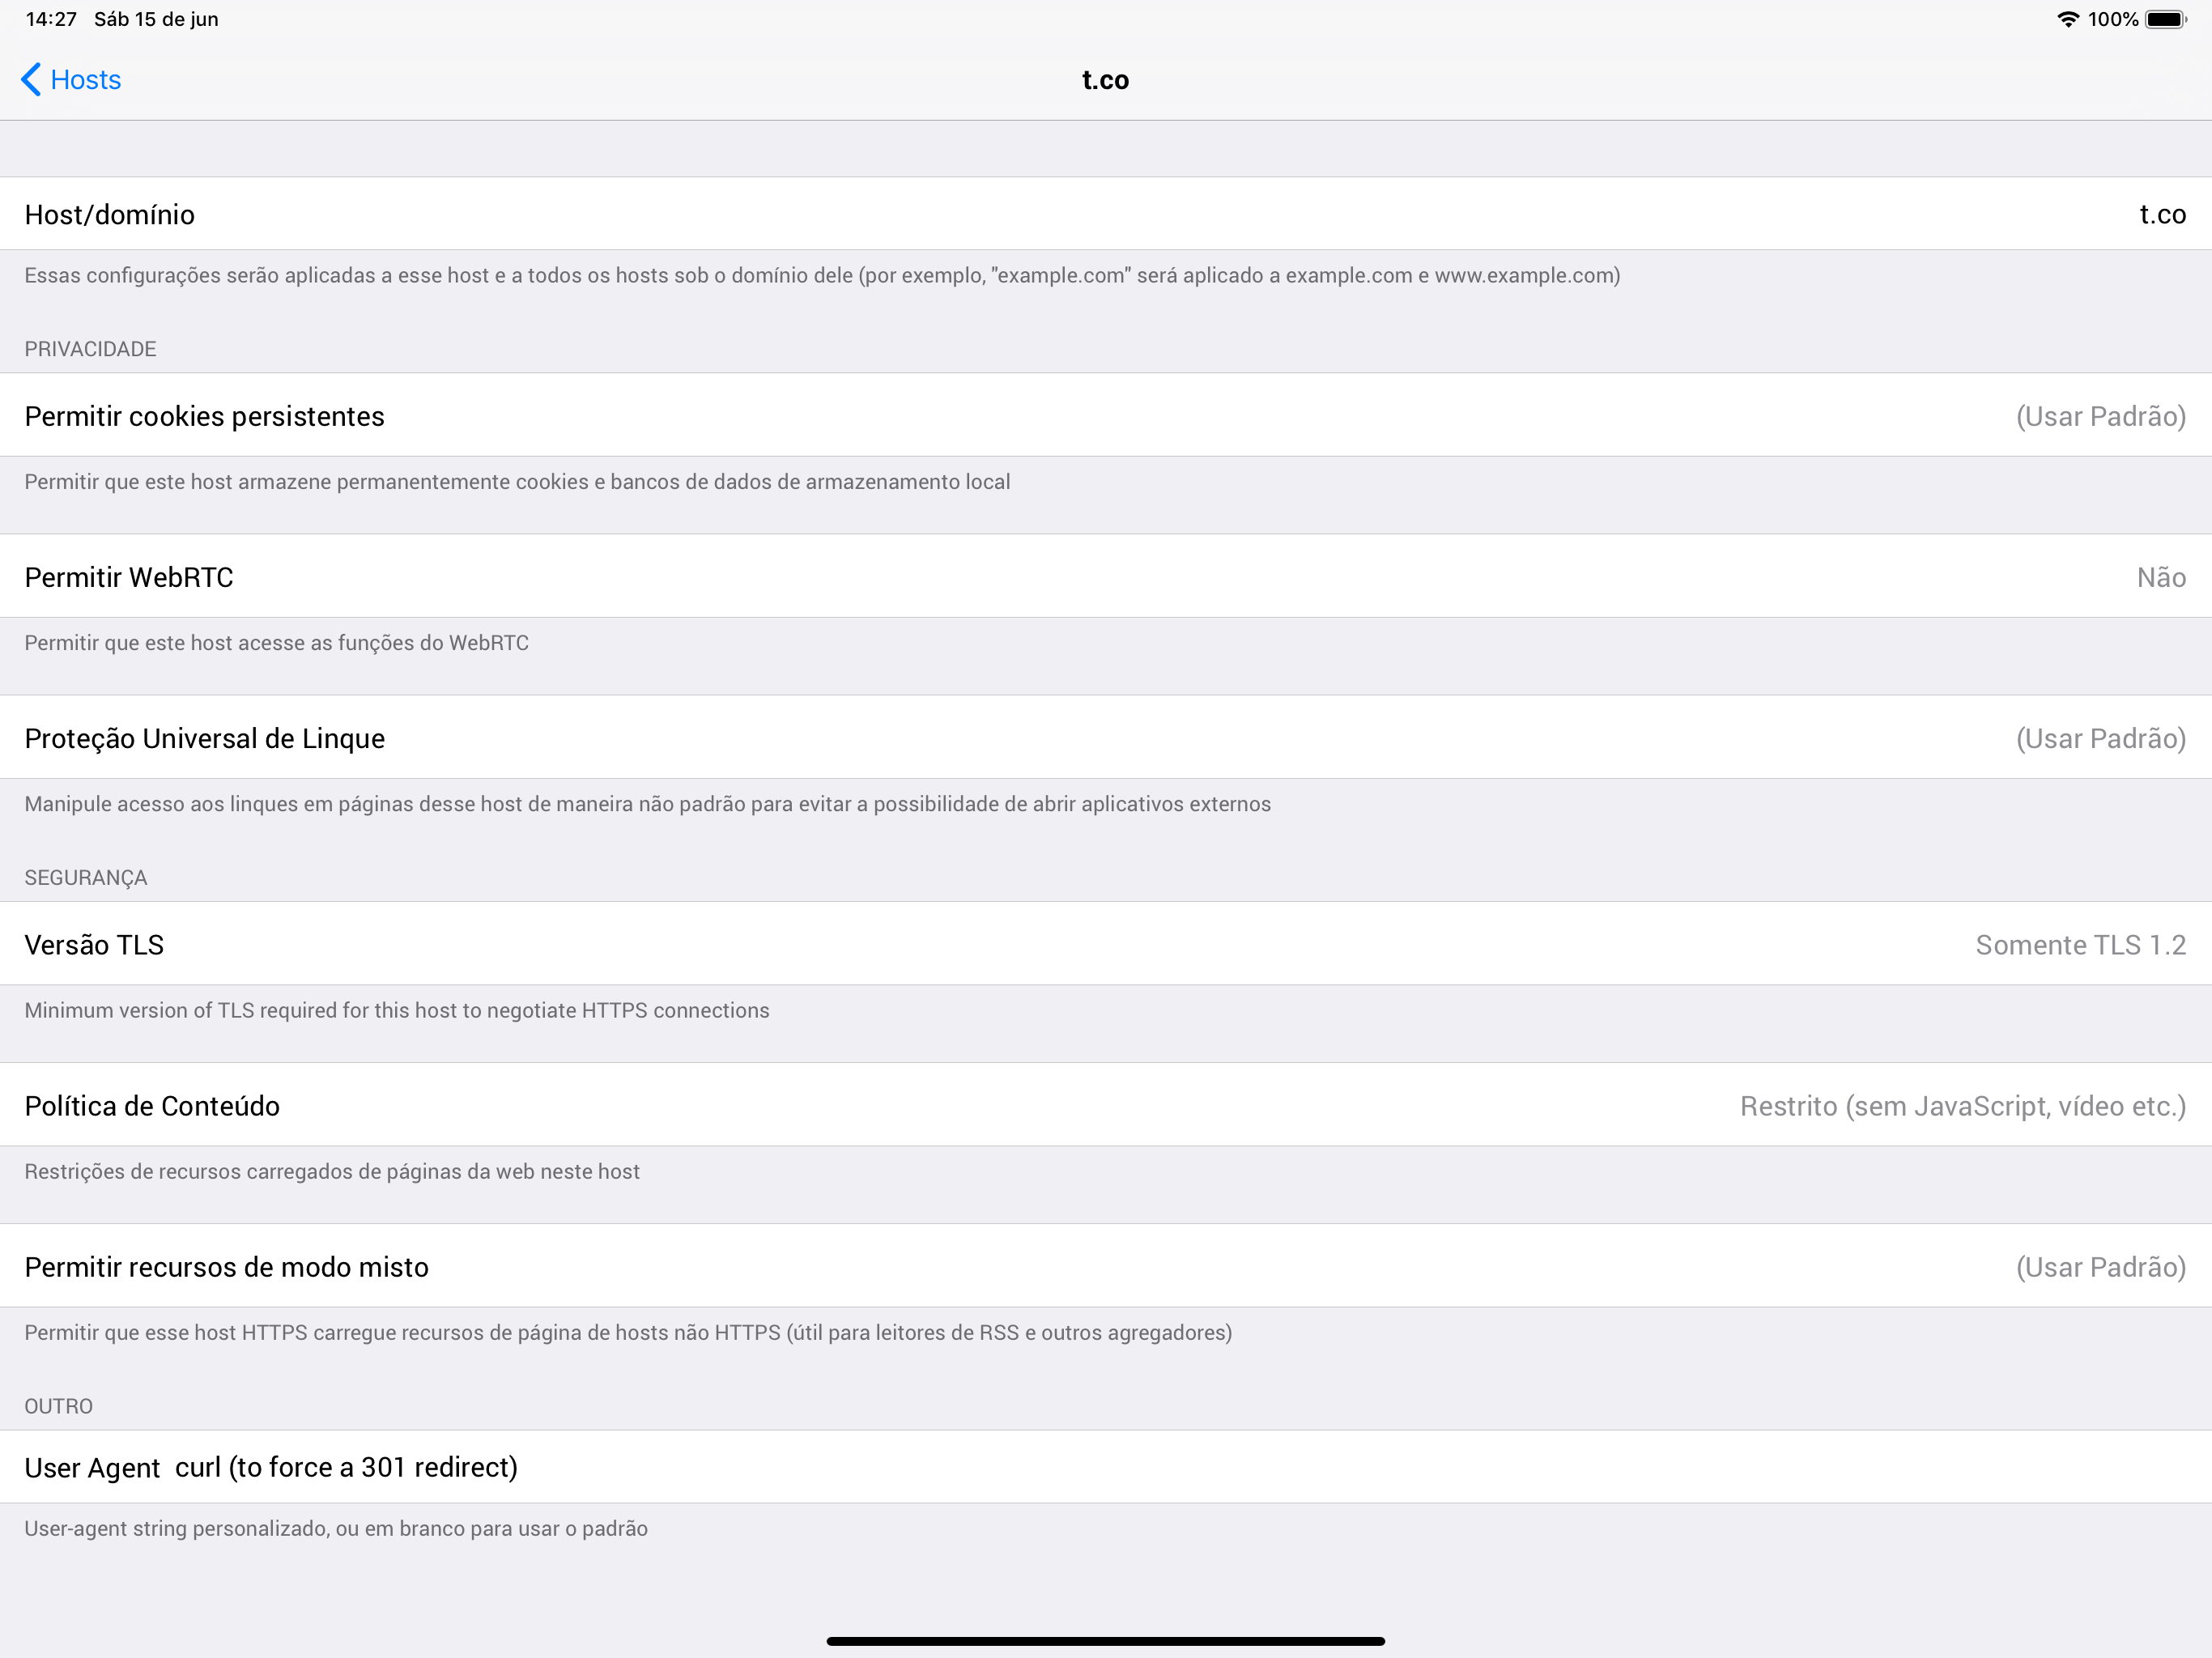 14:27 Sáb 15 de jun 100%
Hosts
t.co
Host/domínio t.co
Essas configurações serão aplicadas a esse host e a todos os hosts sob o domínio dele (por exemplo, "example.com" será aplicado a example.com e www.example.com)
PRIVACIDADE
Permitir cookies persistentes (Usar Padrão)
Permitir que este host armazene permanentemente cookies e bancos de dados de armazenamento local
Permitir WebRTC Não
Permitir que este host acesse as funções do WebRTC
Proteção Universal de Linque (Usar Padrão)
Manipule acesso aos linques em páginas desse host de maneira não padrão para evitar a possibilidade de abrir aplicativos externos
SEGURANÇA
Versão TLS Somente TLS 1.2
Minimum version of TLS required for this host to negotiate HTTPS connections
Política de Conteúdo Restrito (sem JavaScript, vídeo etc.)
Restrições de recursos carregados de páginas da web neste host
Permitir recursos de modo misto (Usar Padrão)
Permitir que esse host HTTPS carregue recursos de página de hosts não HTTPS (útil para leitores de RSS e outros agregadores)
OUTRO
User Agent curl (to force a 301 redirect)
User-agent string personalizado, ou em branco para usar o padrão